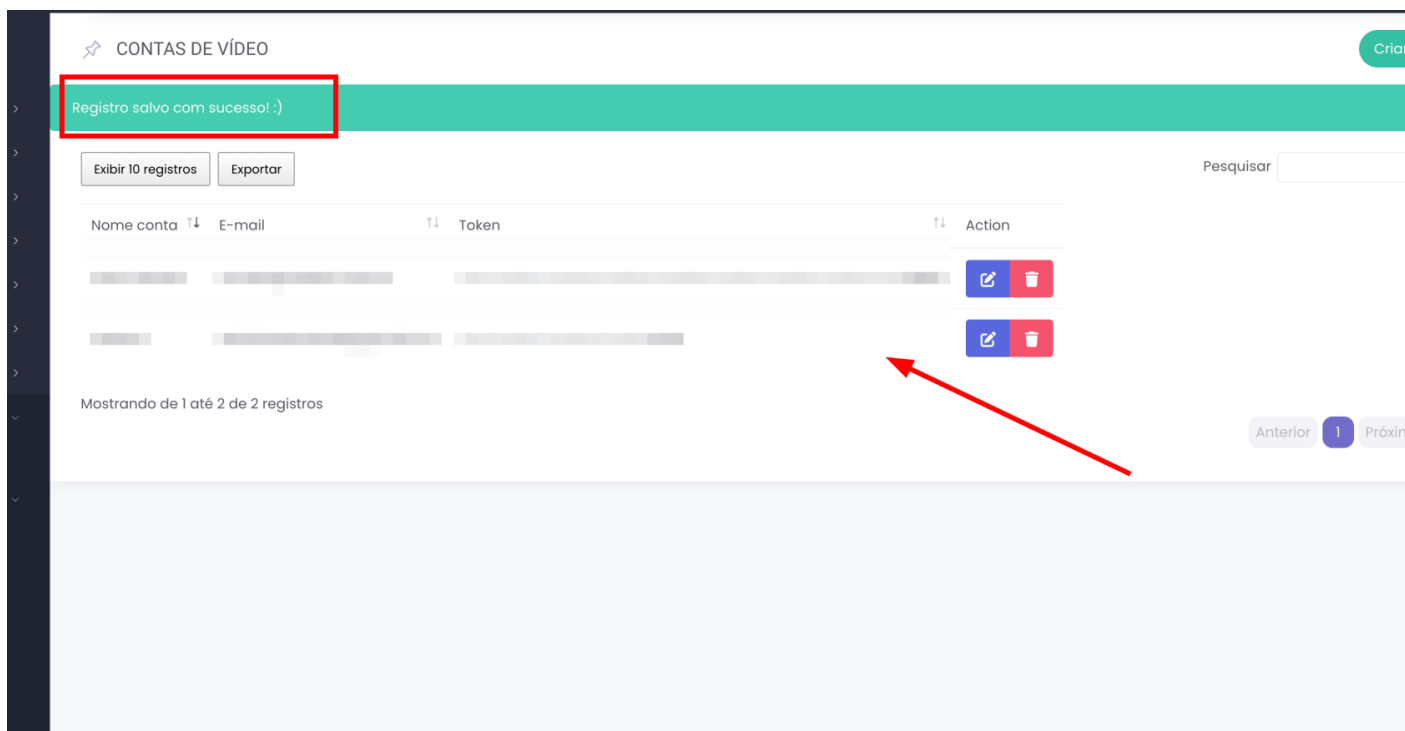 CONTAS DE VÍDEO
Criar
Registro salvo com sucesso! :)
Exibir 10 registros Exportar
Pesquisar
Nome conta E-mail Token Action
Mostrando de 1 até 2 de 2 registros
Anterior 1 Próxim